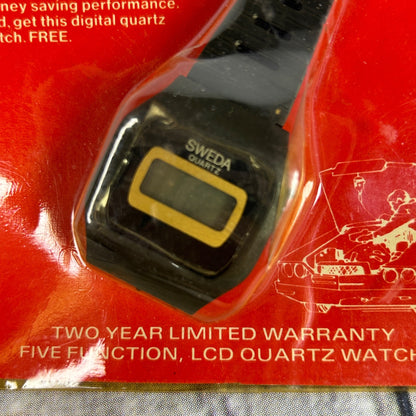 ney saving performance.
d, get this digital quartz
tch. FREE.
SWEDA
QUARTZ
TWO YEAR LIMITED WARRANTY
FIVE FUNCTION, LCD QUARTZ WATCH